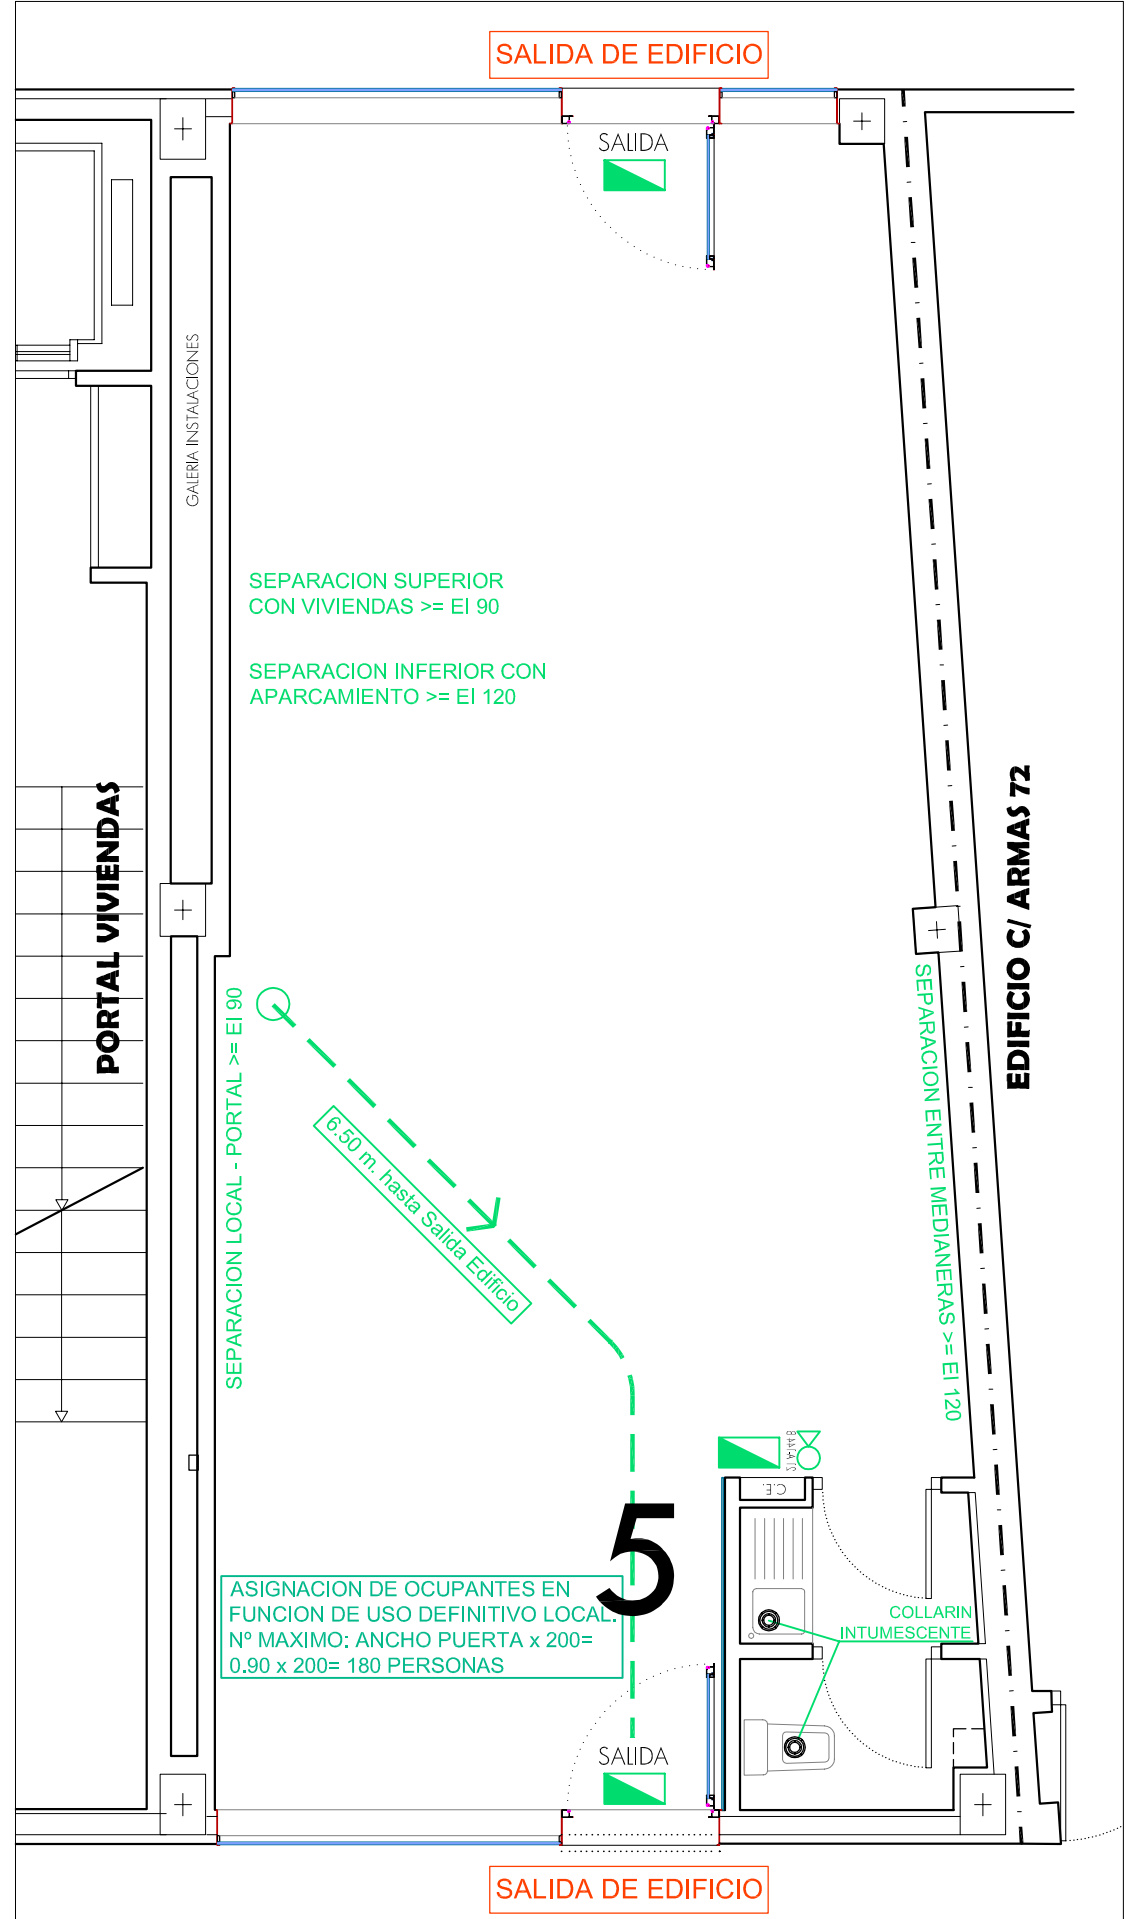 SALIDA DE EDIFICIO
SALIDA
GALERIA INSTALACIONES
SEPARACION SUPERIOR
CON VIVIENDAS >= EI 90
SEPARACION INFERIOR CON
APARCAMIENTO >= EI 120
PORTAL VIVIENDAS
EDIFICIO C/ ARMAS 72
SEPARACION LOCAL - PORTAL >= EI 90
6.50 m. hasta Salida Edificio
SEPARACION ENTRE MEDIANERAS >= EI 120
21A-144B
C.E.
5
ASIGNACION DE OCUPANTES EN
FUNCION DE USO DEFINITIVO LOCAL.
Nº MAXIMO: ANCHO PUERTA x 200=
0.90 x 200= 180 PERSONAS
COLLARIN
INTUMESCENTE
SALIDA
SALIDA DE EDIFICIO